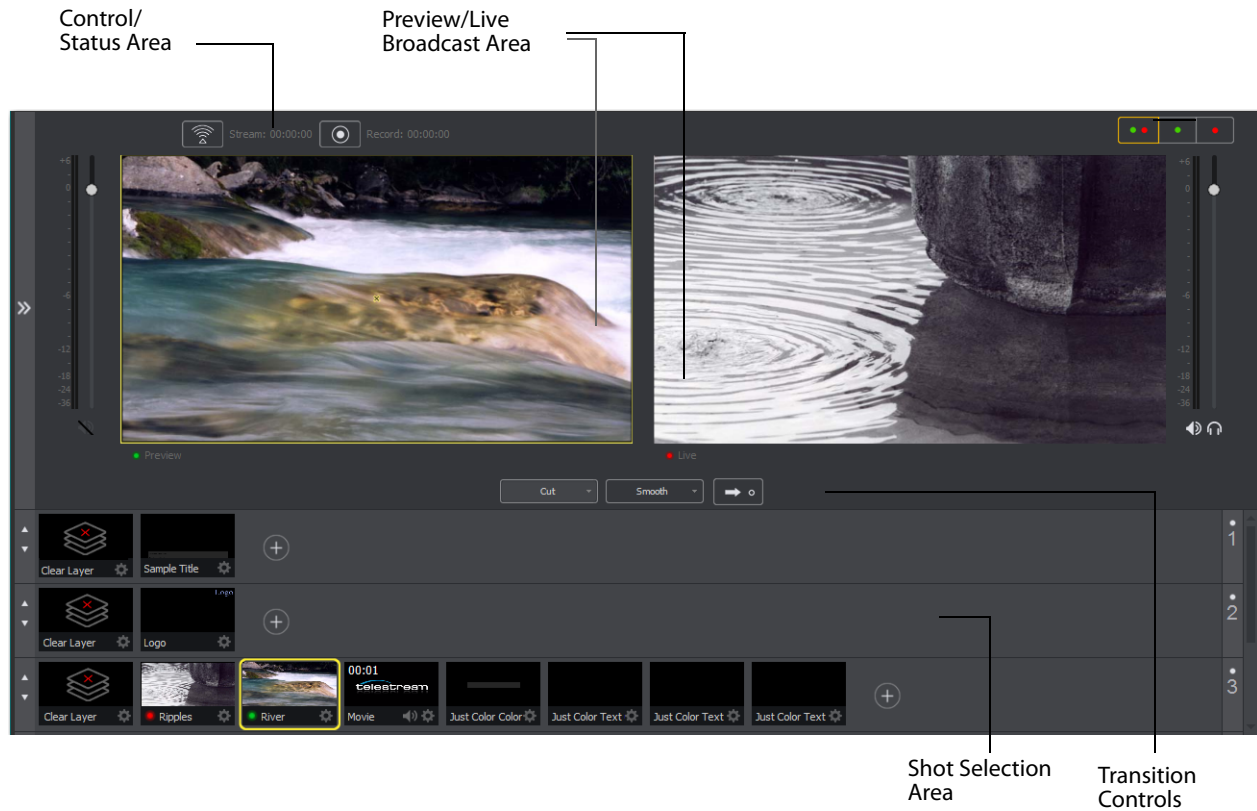 Control/
Status Area
Preview/Live
Broadcast Area
Stream: 00:00:00
Record: 00:00:00
+6
0
-6
-12
-18
-24
-36
+6
0
-6
-12
-18
-24
-36
Preview
Live
Cut
Smooth
Clear Layer
Sample Title
1
Logo
Clear Layer
Logo
2
00:01
telestream
Clear Layer
Ripples
River
Movie
Just Color Color
Just Color Text
Just Color Text
Just Color Text
3
Shot Selection
Area
Transition
Controls